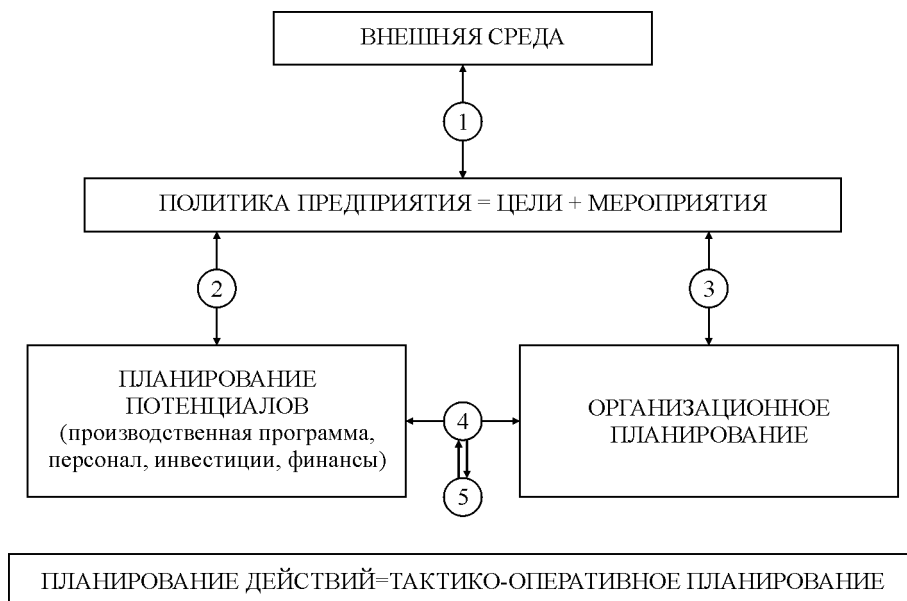 ВНЕШНЯЯ СРЕДА
1
ПОЛИТИКА ПРЕДПРИЯТИЯ = ЦЕЛИ + МЕРОПРИЯТИЯ
2
3
ПЛАНИРОВАНИЕ
ПОТЕНЦИАЛОВ
(производственная программа,
персонал, инвестиции, финансы)
4
5
ОРГАНИЗАЦИОННОЕ
ПЛАНИРОВАНИЕ
ПЛАНИРОВАНИЕ ДЕЙСТВИЙ=ТАКТИКО-ОПЕРАТИВНОЕ ПЛАНИРОВАНИЕ